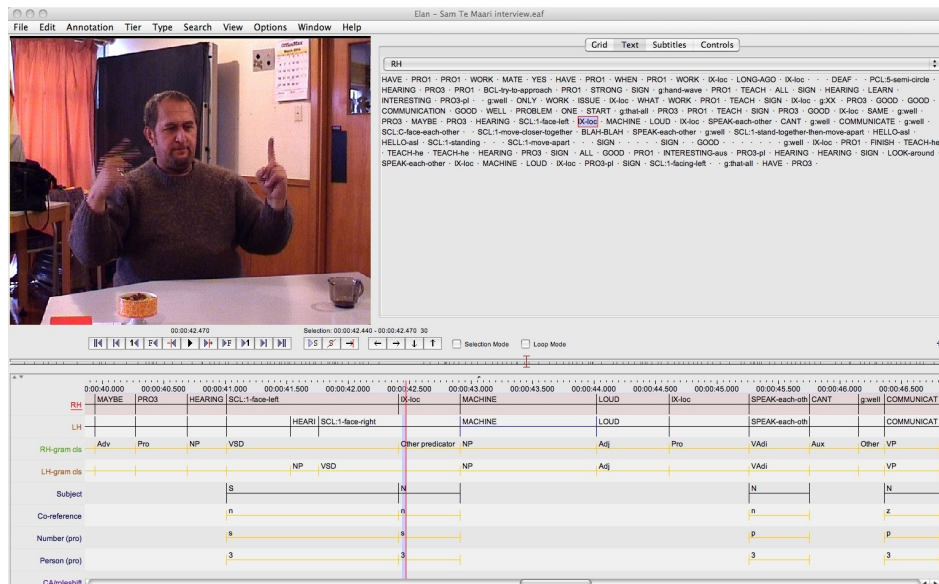 Elan - Sam Te Maari interview.eaf
File Edit Annotation Tier Type Search View Options Window Help
Grid Text Subtitles Controls
RH
HAVE · PRO1 · PRO1 · WORK · MATE · YES · HAVE · PRO1 · WHEN · PRO1 · WORK · IX-loc · LONG-AGO · IX-loc · · · DEAF · · PCL:5-semi-circle ·
HEARING · PRO3 · PRO1 · BCL-try-to-approach · PRO1 · STRONG · SIGN · g:hand-wave · PRO1 · TEACH · ALL · SIGN · HEARING · LEARN ·
INTERESTING · PRO3-pl · · g:well · ONLY · WORK · ISSUE · IX-loc · WHAT · WORK · PRO1 · TEACH · SIGN · IX-loc · g:XX · PRO3 · GOOD · GOOD ·
COMMUNICATION · GOOD · WELL · PROBLEM · ONE · START · g:that-all · PRO3 · PRO1 · SIGN · GOOD · PRO3 · IX-loc · SAME · g:well ·
PRO3 · MAYBE · PRO3 · HEARING · SCL:1-face-left · IX-loc · MACHINE · LOUD · IX-loc · SPEAK-each-other · CANT · g:well · COMMUNICATE · g:well ·
SCL:C-face-each-other · · SCL:1-move-closer-together · BLAH-BLAH · SPEAK-each-other · g:well · SCL:1-stand-together-then-move-apart · HELLO-asl ·
HELLO-asl · SCL:1-standing · · · SCL:1-move-apart · · · SIGN · · · · · SIGN · · GOOD · · · · · · · g:well · IX-loc · PRO1 · FINISH · TEACH-he
· TEACH-he · HEARING · PRO3 · SIGN · ALL · GOOD · PRO1 · INTERESTING-aus · PRO3-pl · HEARING · HEARING · SIGN · LOOK-around
SPEAK-each-other · IX-loc · MACHINE · LOUD · IX-loc · PRO3-pl · SIGN · SCL:1-facing-left · · g:that-all · HAVE · PRO3 ·
OfficeMax
00:00:42.470 Selection: 00:00:42.440 - 00:00:42.470 30
Selection Mode Loop Mode
0:00:40.000 00:00:40.500 00:00:41.000 00:00:41.500 00:00:42.000 00:00:42.500 00:00:43.000 00:00:43.500 00:00:44.000 00:00:44.500 00:00:45.000 00:00:45.500 00:00:46.000 00:00:46.500
RH MAYBE PRO3 HEARING SCL:1-face-left IX-loc MACHINE LOUD IX-loc SPEAK-each-oth CANT g:well COMMUNICAT
LH HEARI SCL:1-face-right MACHINE LOUD SPEAK-each-oth COMMUNICAT
RH-gram cls Adv Pro NP VSD Other predicator NP Adj Pro VAdi Aux Other VP
LH-gram cls NP VSD NP Adj VAdi VP
Subject S N N N
Co-reference n n n z
Number (pro) s s p p
Person (pro) 3 3 3 3
CA/roleshift